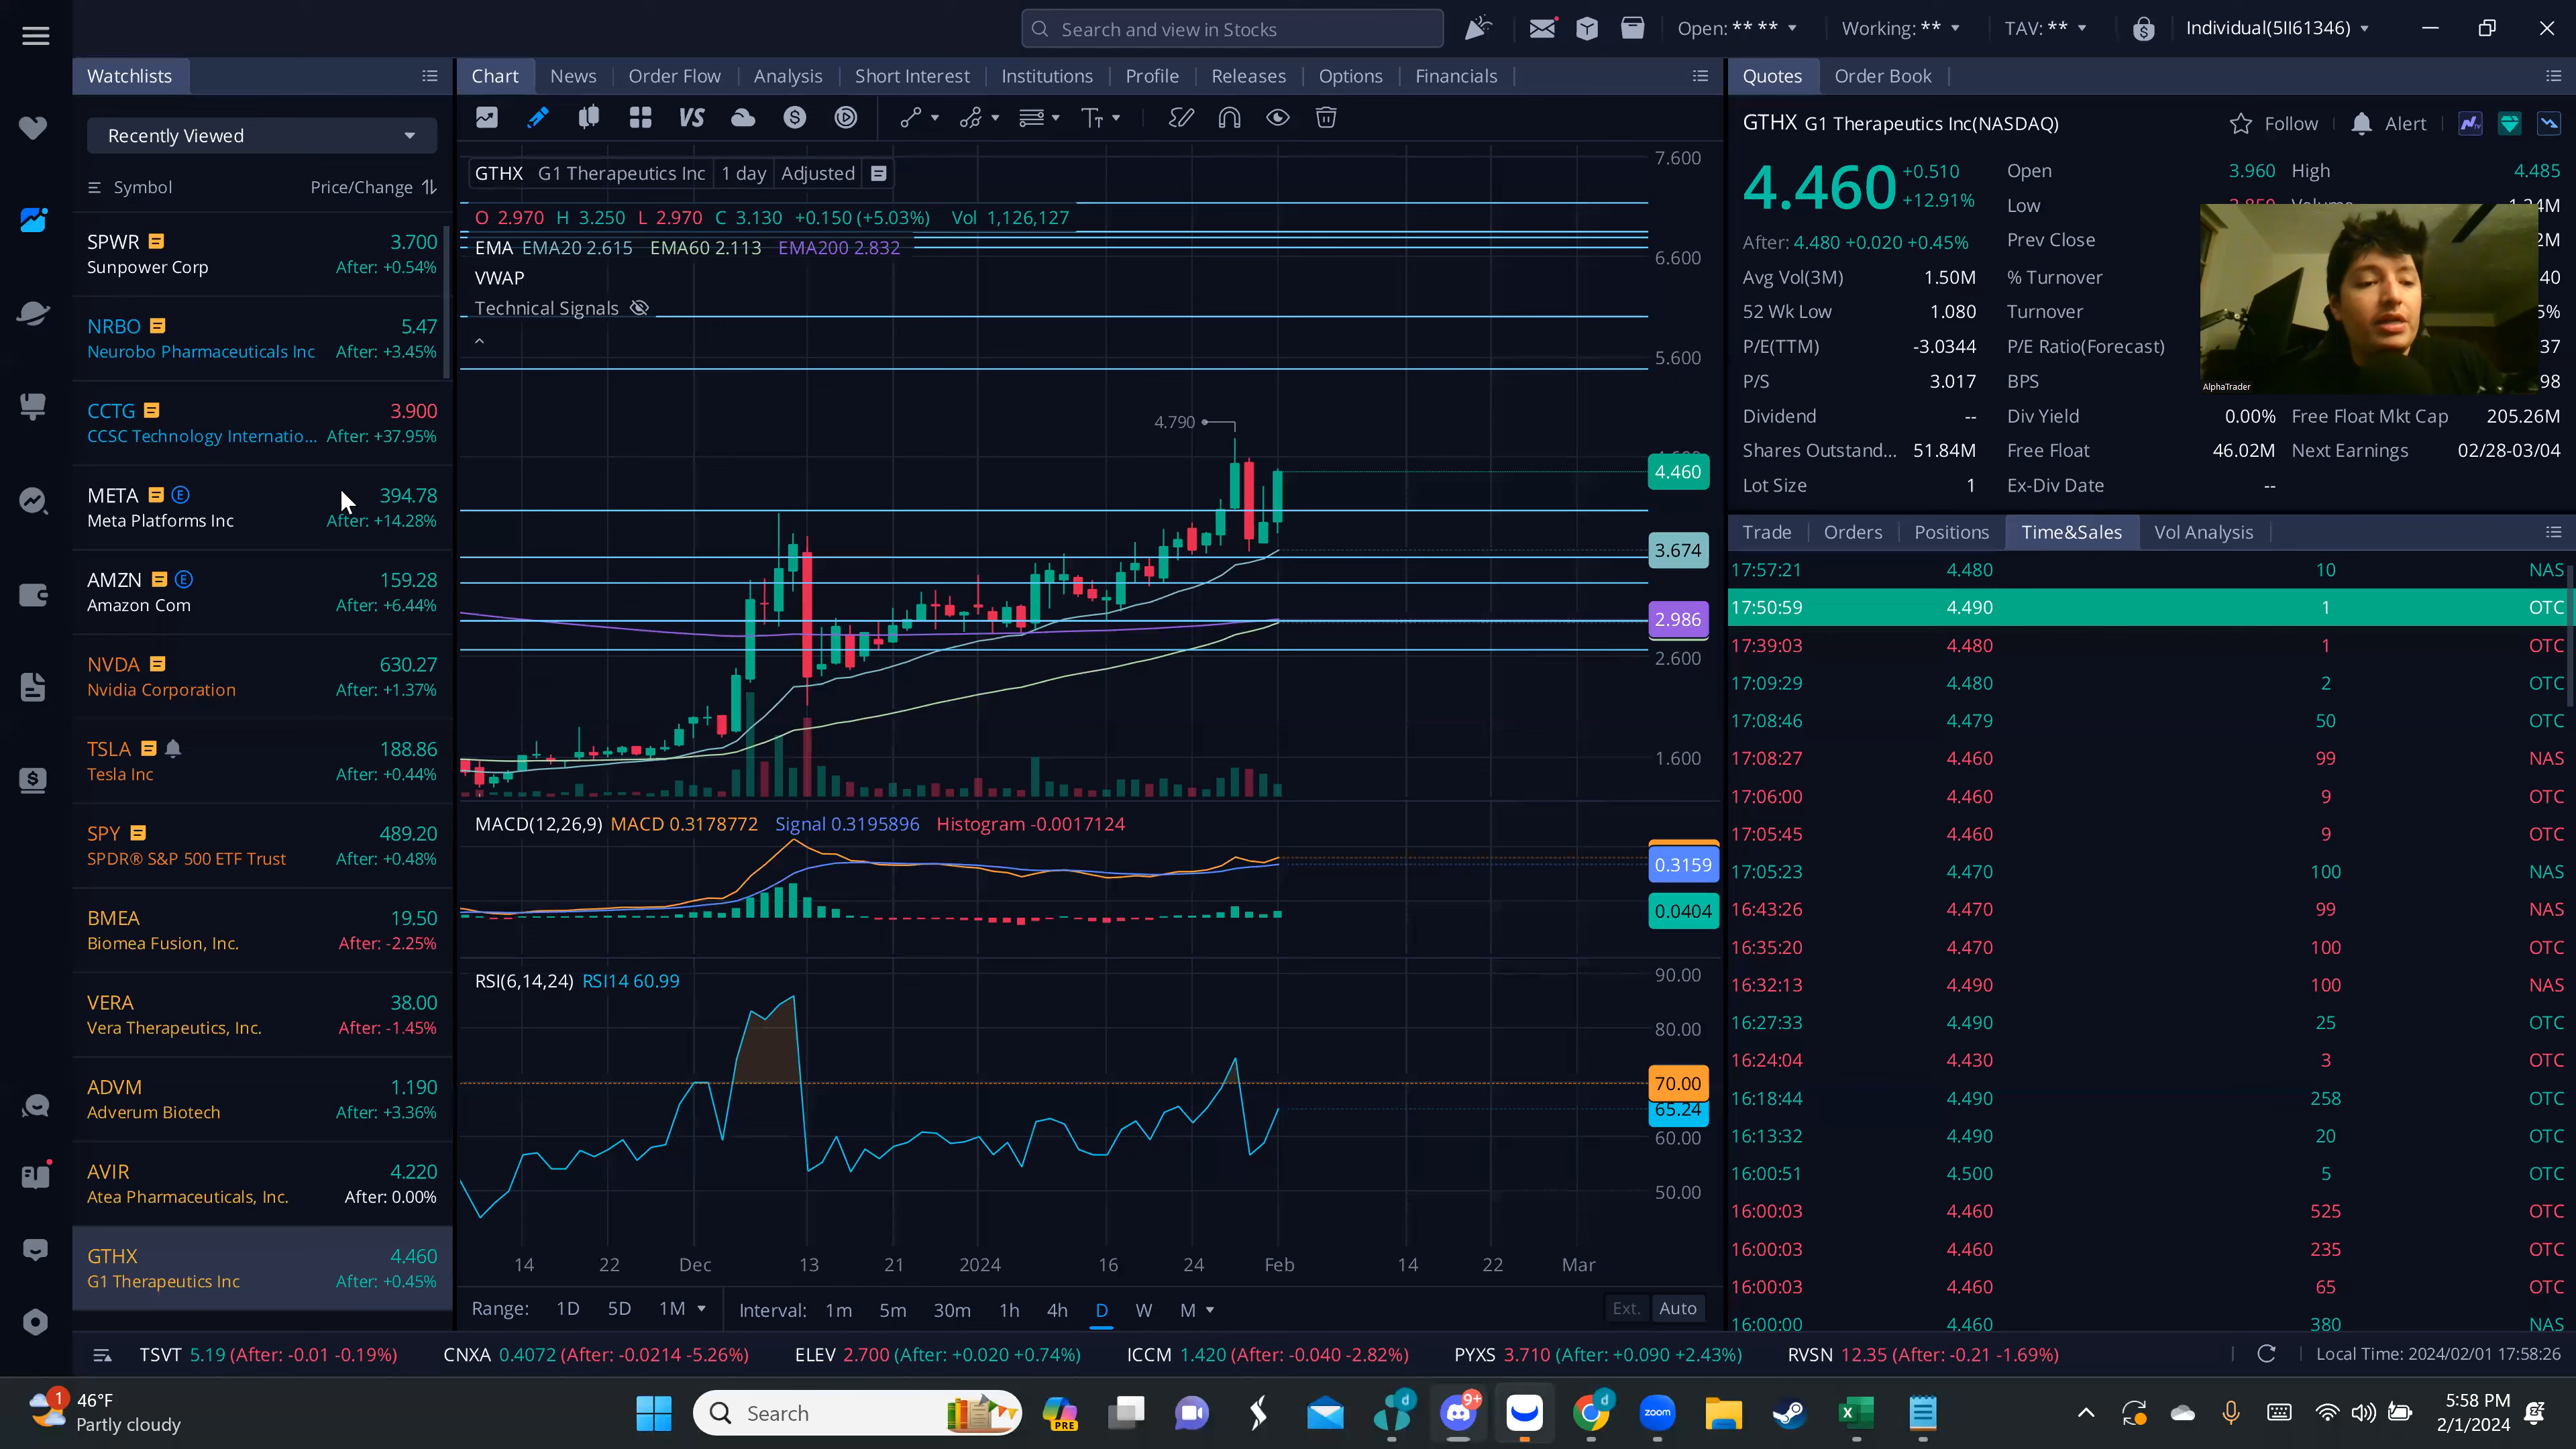 Search and view in Stocks
Open: ** **
Working: **
TAV: **
Individual(5II61346)
Watchlists
Chart
News
Order Flow
Analysis
Short Interest
Institutions
Profile
Releases
Options
Financials
Quotes
Order Book
Recently Viewed
VS
Symbol
Price/Change
SPWR 3.700
Sunpower Corp After: +0.54%
NRBO 5.47
Neurobo Pharmaceuticals Inc After: +3.45%
CCTG 3.900
CCSC Technology Internatio... After: +37.95%
META E 394.78
Meta Platforms Inc After: +14.28%
AMZN E 159.28
Amazon Com After: +6.44%
NVDA 630.27
Nvidia Corporation After: +1.37%
TSLA 188.86
Tesla Inc After: +0.44%
SPY 489.20
SPDR® S&P 500 ETF Trust After: +0.48%
BMEA 19.50
Biomea Fusion, Inc. After: -2.25%
VERA 38.00
Vera Therapeutics, Inc. After: -1.45%
ADVM 1.190
Adverum Biotech After: +3.36%
AVIR 4.220
Atea Pharmaceuticals, Inc. After: 0.00%
GTHX 4.460
G1 Therapeutics Inc After: +0.45%
GTHX G1 Therapeutics Inc 1 day Adjusted
O 2.970 H 3.250 L 2.970 C 3.130 +0.150 (+5.03%) Vol 1,126,127
EMA EMA20 2.615 EMA60 2.113 EMA200 2.832
VWAP
Technical Signals
4.790
7.600
6.600
5.600
4.460
3.674
2.986
2.600
1.600
MACD(12,26,9) MACD 0.3178772 Signal 0.3195896 Histogram -0.0017124
0.3159
0.0404
RSI(6,14,24) RSI14 60.99
90.00
80.00
70.00
65.24
60.00
50.00
14 22 Dec 13 21 2024 16 24 Feb 14 22 Mar
Range: 1D 5D 1M Interval: 1m 5m 30m 1h 4h D W M Ext. Auto
GTHX G1 Therapeutics Inc(NASDAQ)
Follow
Alert
4.460 +0.510
+12.91%
After: 4.480 +0.020 +0.45%
Open 3.960 High 4.485
Low
Prev Close
Avg Vol(3M) 1.50M % Turnover
52 Wk Low 1.080 Turnover
P/E(TTM) -3.0344 P/E Ratio(Forecast)
P/S 3.017 BPS
AlphaTrader
Dividend -- Div Yield 0.00% Free Float Mkt Cap 205.26M
Shares Outstand... 51.84M Free Float 46.02M Next Earnings 02/28-03/04
Lot Size 1 Ex-Div Date --
Trade
Orders
Positions
Time&Sales
Vol Analysis
17:57:21 4.480 10 NAS
17:50:59 4.490 1 OTC
17:39:03 4.480 1 OTC
17:09:29 4.480 2 OTC
17:08:46 4.479 50 OTC
17:08:27 4.460 99 NAS
17:06:00 4.460 9 OTC
17:05:45 4.460 9 OTC
17:05:23 4.470 100 NAS
16:43:26 4.470 99 NAS
16:35:20 4.470 100 OTC
16:32:13 4.490 100 NAS
16:27:33 4.490 25 OTC
16:24:04 4.430 3 OTC
16:18:44 4.490 258 OTC
16:13:32 4.490 20 OTC
16:00:51 4.500 5 OTC
16:00:03 4.460 525 OTC
16:00:03 4.460 235 OTC
16:00:03 4.460 65 OTC
16:00:00 4.460 380 OTC
TSVT 5.19 (After: -0.01 -0.19%) CNXA 0.4072 (After: -0.0214 -5.26%) ELEV 2.700 (After: +0.020 +0.74%) ICCM 1.420 (After: -0.040 -2.82%) PYXS 3.710 (After: +0.090 +2.43%) RVSN 12.35 (After: -0.21 -1.69%)
Local Time: 2024/02/01 17:58:26
1
46°F
Partly cloudy
Search
PRE
d
9+
d
zoom
5:58 PM
2/1/2024